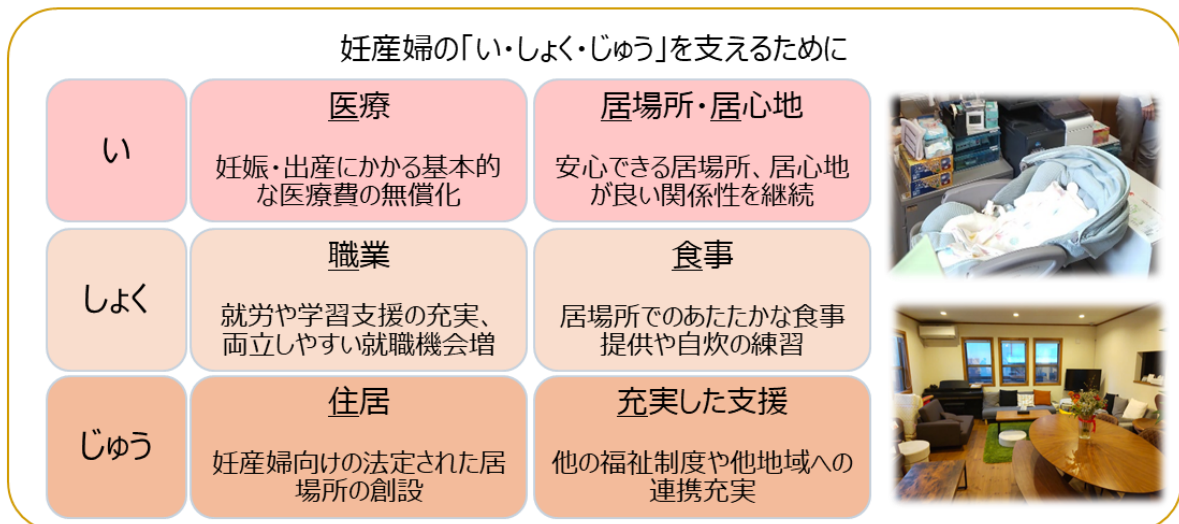 妊産婦の「い・しょく・じゅう」を支えるために
い
医療
妊娠・出産にかかる基本的
な医療費の無償化
居場所・居心地
安心できる居場所、居心地
が良い関係性を継続
しょく
職業
就労や学習支援の充実、
両立しやすい就職機会増
食事
居場所でのあたたかな食事
提供や自炊の練習
じゅう
住居
妊産婦向けの法定された居
場所の創設
充実した支援
他の福祉制度や他地域への
連携充実